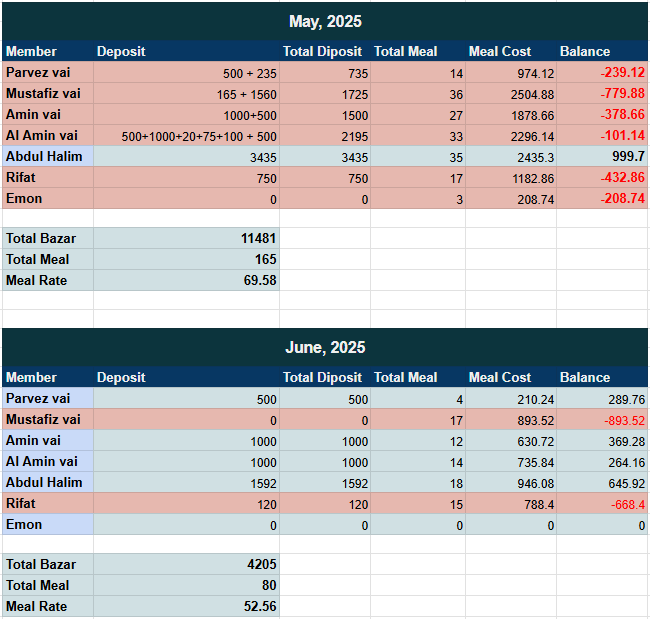 May, 2025
Member Deposit Total Diposit Total Meal Meal Cost Balance
Parvez vai 500 + 235 735 14 974.12 -239.12
Mustafiz vai 165 + 1560 1725 36 2504.88 -779.88
Amin vai 1000+500 1500 27 1878.66 -378.66
Al Amin vai 500+1000+20+75+100 + 500 2195 33 2296.14 -101.14
Abdul Halim 3435 3435 35 2435.3 999.7
Rifat 750 750 17 1182.86 -432.86
Emon 0 0 3 208.74 -208.74
Total Bazar 11481
Total Meal 165
Meal Rate 69.58
June, 2025
Member Deposit Total Diposit Total Meal Meal Cost Balance
Parvez vai 500 500 4 210.24 289.76
Mustafiz vai 0 0 17 893.52 -893.52
Amin vai 1000 1000 12 630.72 369.28
Al Amin vai 1000 1000 14 735.84 264.16
Abdul Halim 1592 1592 18 946.08 645.92
Rifat 120 120 15 788.4 -668.4
Emon 0 0 0 0 0
Total Bazar 4205
Total Meal 80
Meal Rate 52.56